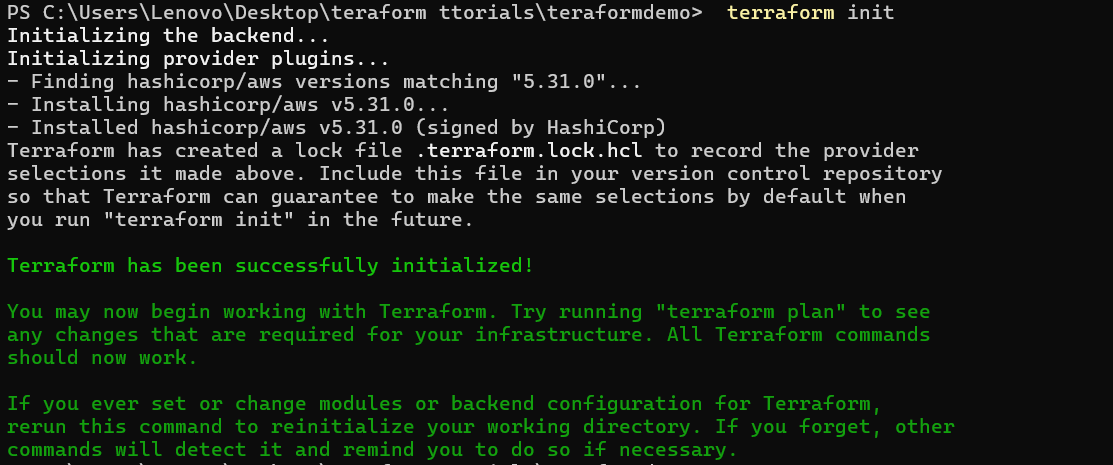 PS C:\Users\Lenovo\Desktop\teraform ttorials\teraformdemo>  terraform init
Initializing the backend...
Initializing provider plugins...
- Finding hashicorp/aws versions matching "5.31.0"...
- Installing hashicorp/aws v5.31.0...
- Installed hashicorp/aws v5.31.0 (signed by HashiCorp)
Terraform has created a lock file .terraform.lock.hcl to record the provider
selections it made above. Include this file in your version control repository
so that Terraform can guarantee to make the same selections by default when
you run "terraform init" in the future.
Terraform has been successfully initialized!
You may now begin working with Terraform. Try running "terraform plan" to see
any changes that are required for your infrastructure. All Terraform commands
should now work.
If you ever set or change modules or backend configuration for Terraform,
rerun this command to reinitialize your working directory. If you forget, other
commands will detect it and remind you to do so if necessary.